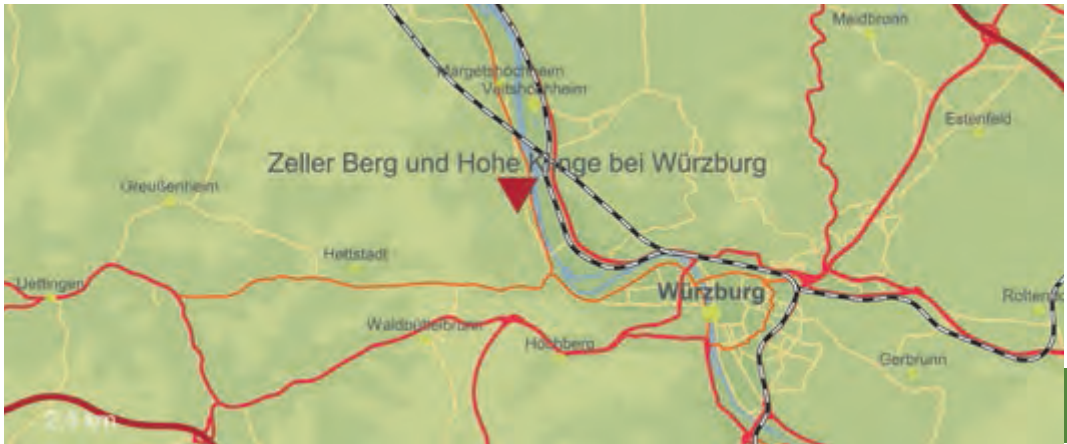 Maidbronn
Margetshöchheim
Veitshöchheim
Estenfeld
Zeller Berg und Hohe Klinge bei Würzburg
Greußenheim
Hettstadt
Uettingen
Würzburg
Waldbüttelbrunn
Höchberg
Gerbrunn